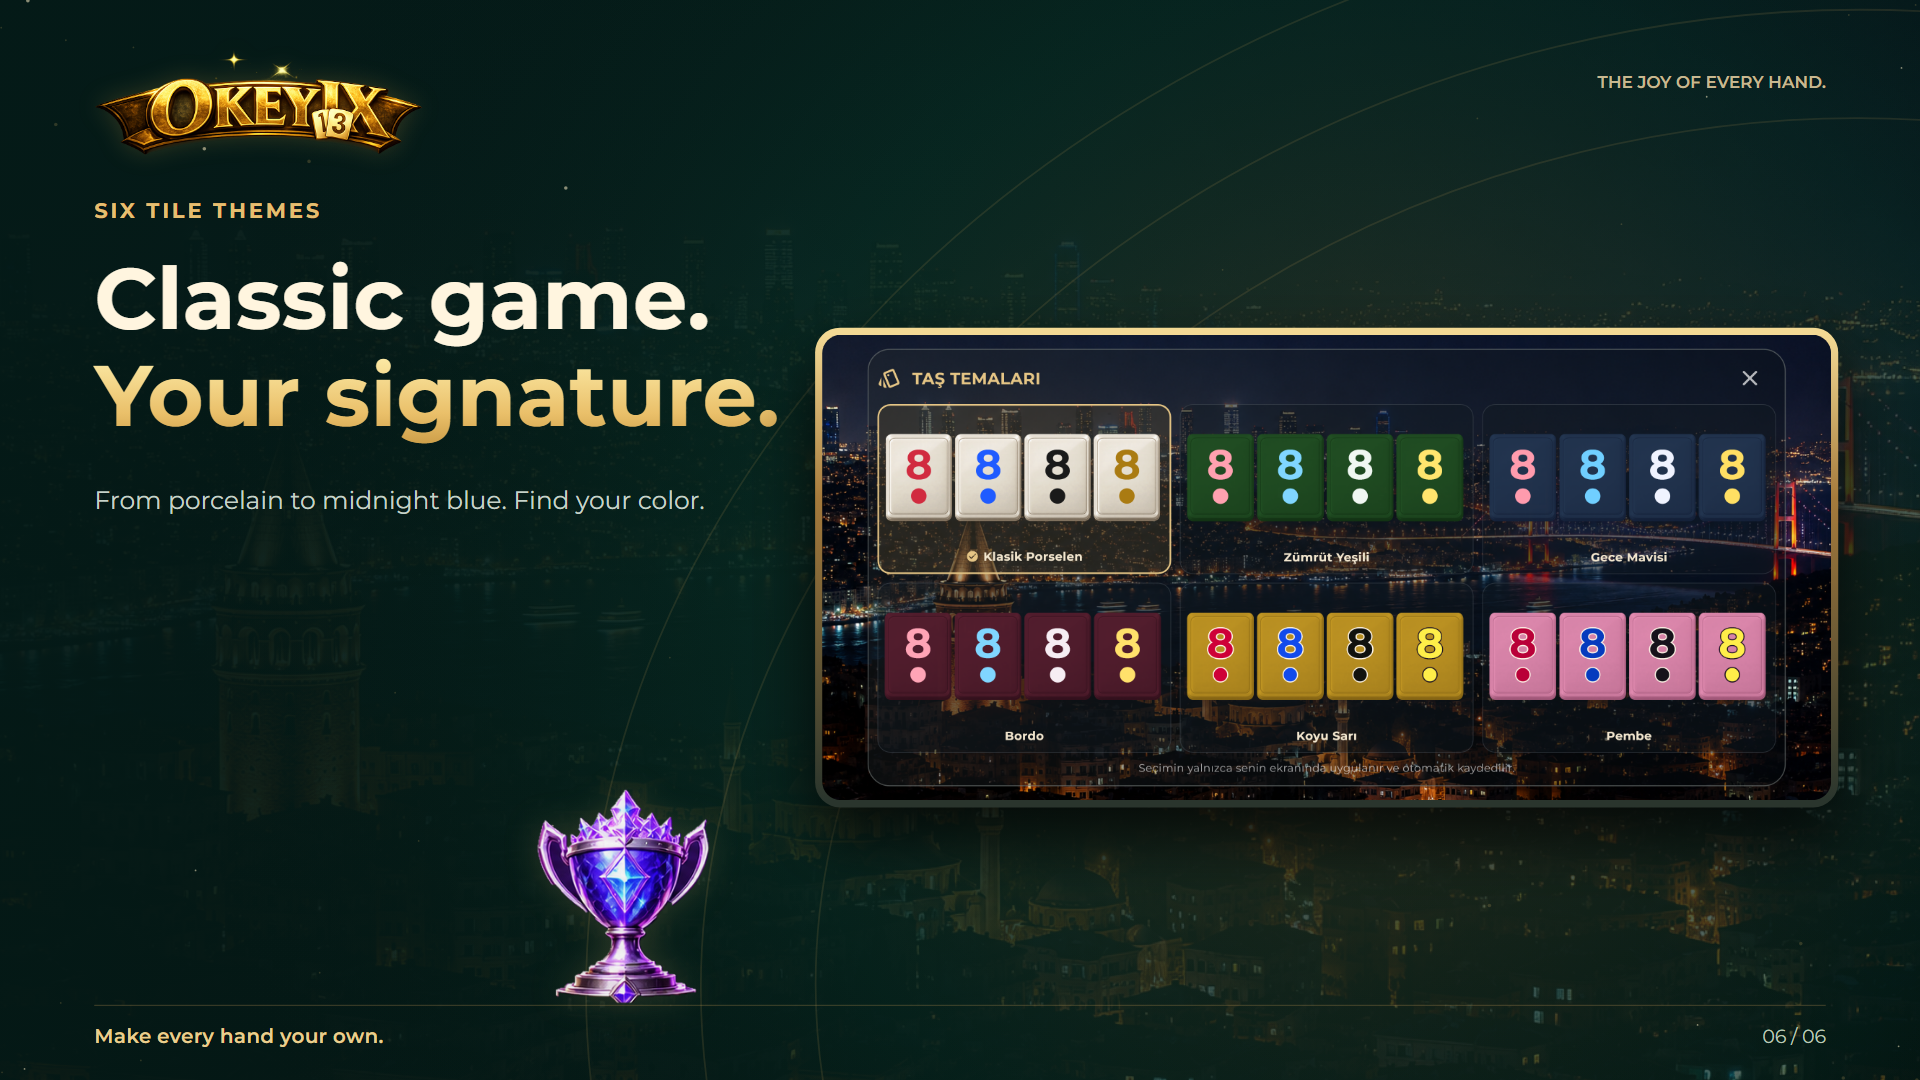 OKEYIX
13
THE JOY OF EVERY HAND.
SIX TILE THEMES
Classic game.
Your signature.
From porcelain to midnight blue. Find your color.
TAŞ TEMALARI
8 8 8 8
8 8 8 8
8 8 8 8
Klasik Porselen
Zümrüt Yeşili
Gece Mavisi
8 8 8 8
8 8 8 8
8 8 8 8
Bordo
Koyu Sarı
Pembe
Seçimin yalnızca senin ekranında uygulanır ve otomatik kaydedilir.
Make every hand your own.
06 / 06